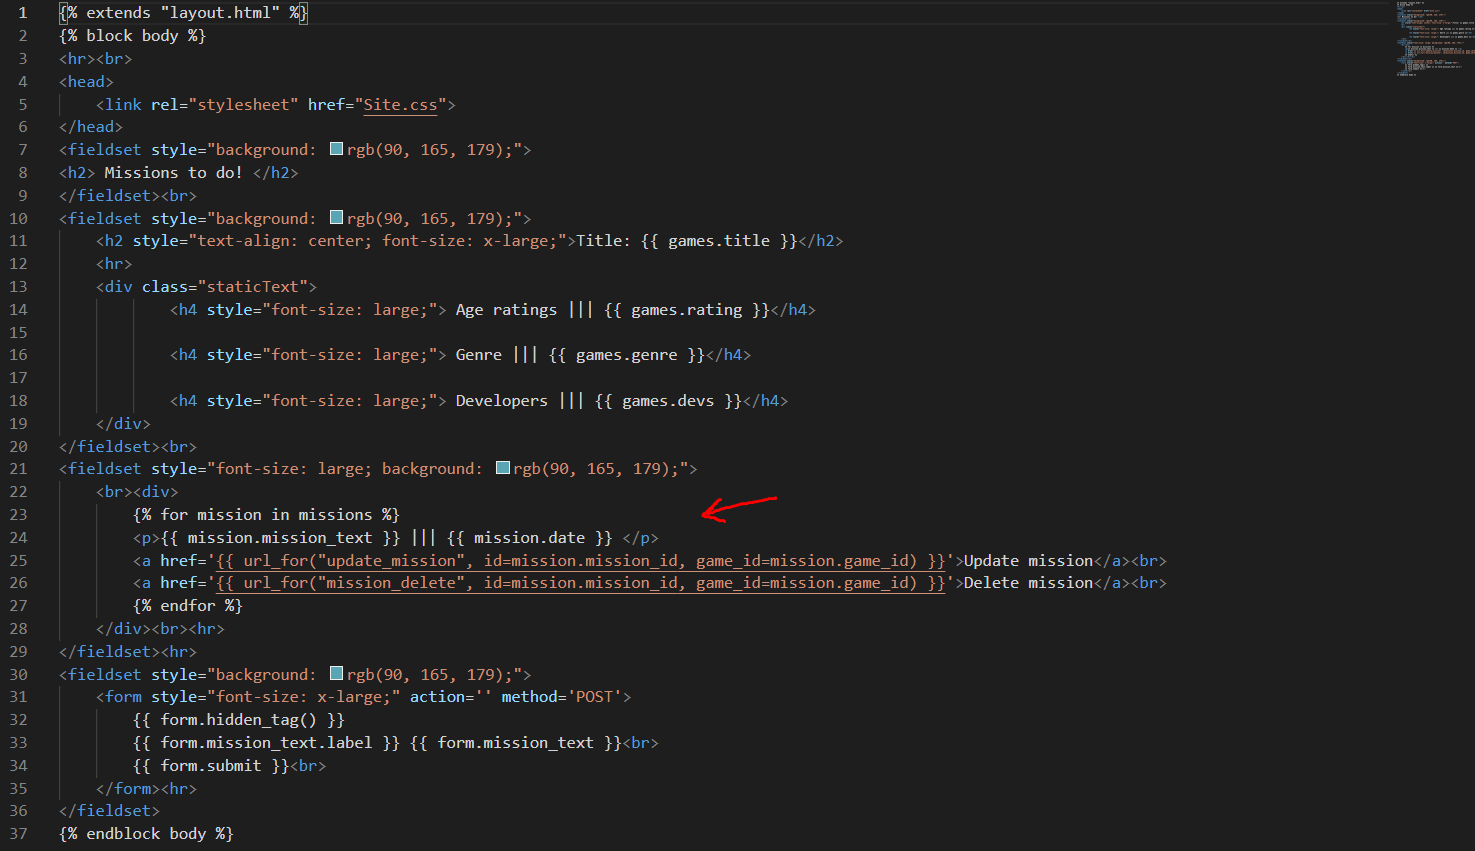 1 {% extends "layout.html" %}
2 {% block body %}
3 <hr><br>
4 <head>
5 <link rel="stylesheet" href="Site.css">
6 </head>
7 <fieldset style="background: rgb(90, 165, 179);">
8 <h2> Missions to do! </h2>
9 </fieldset><br>
10 <fieldset style="background: rgb(90, 165, 179);">
11 <h2 style="text-align: center; font-size: x-large;">Title: {{ games.title }}</h2>
12 <hr>
13 <div class="staticText">
14 <h4 style="font-size: large;"> Age ratings ||| {{ games.rating }}</h4>
15
16 <h4 style="font-size: large;"> Genre ||| {{ games.genre }}</h4>
17
18 <h4 style="font-size: large;"> Developers ||| {{ games.devs }}</h4>
19 </div>
20 </fieldset><br>
21 <fieldset style="font-size: large; background: rgb(90, 165, 179);">
22 <br><div>
23 {% for mission in missions %}
24 <p>{{ mission.mission_text }} ||| {{ mission.date }} </p>
25 <a href='{{ url_for("update_mission", id=mission.mission_id, game_id=mission.game_id) }}'>Update mission</a><br>
26 <a href='{{ url_for("mission_delete", id=mission.mission_id, game_id=mission.game_id) }}'>Delete mission</a><br>
27 {% endfor %}
28 </div><br><hr>
29 </fieldset><hr>
30 <fieldset style="background: rgb(90, 165, 179);">
31 <form style="font-size: x-large;" action='' method='POST'>
32 {{ form.hidden_tag() }}
33 {{ form.mission_text.label }} {{ form.mission_text }}<br>
34 {{ form.submit }}<br>
35 </form><hr>
36 </fieldset>
37 {% endblock body %}